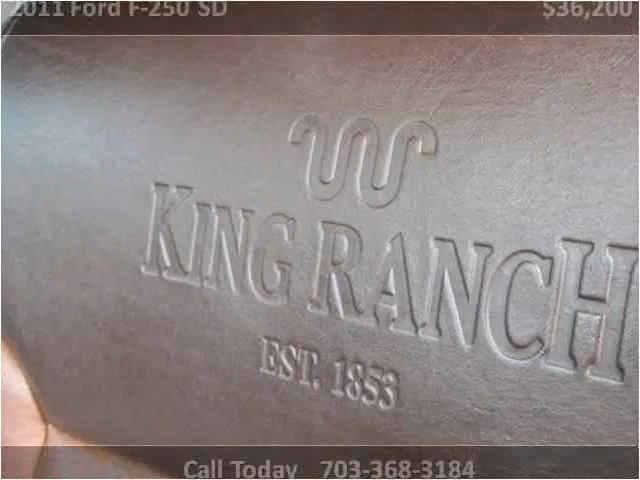 2011 Ford F-250 SD $36,200
KING RANCH
EST. 1853
Call Today 703-368-3184